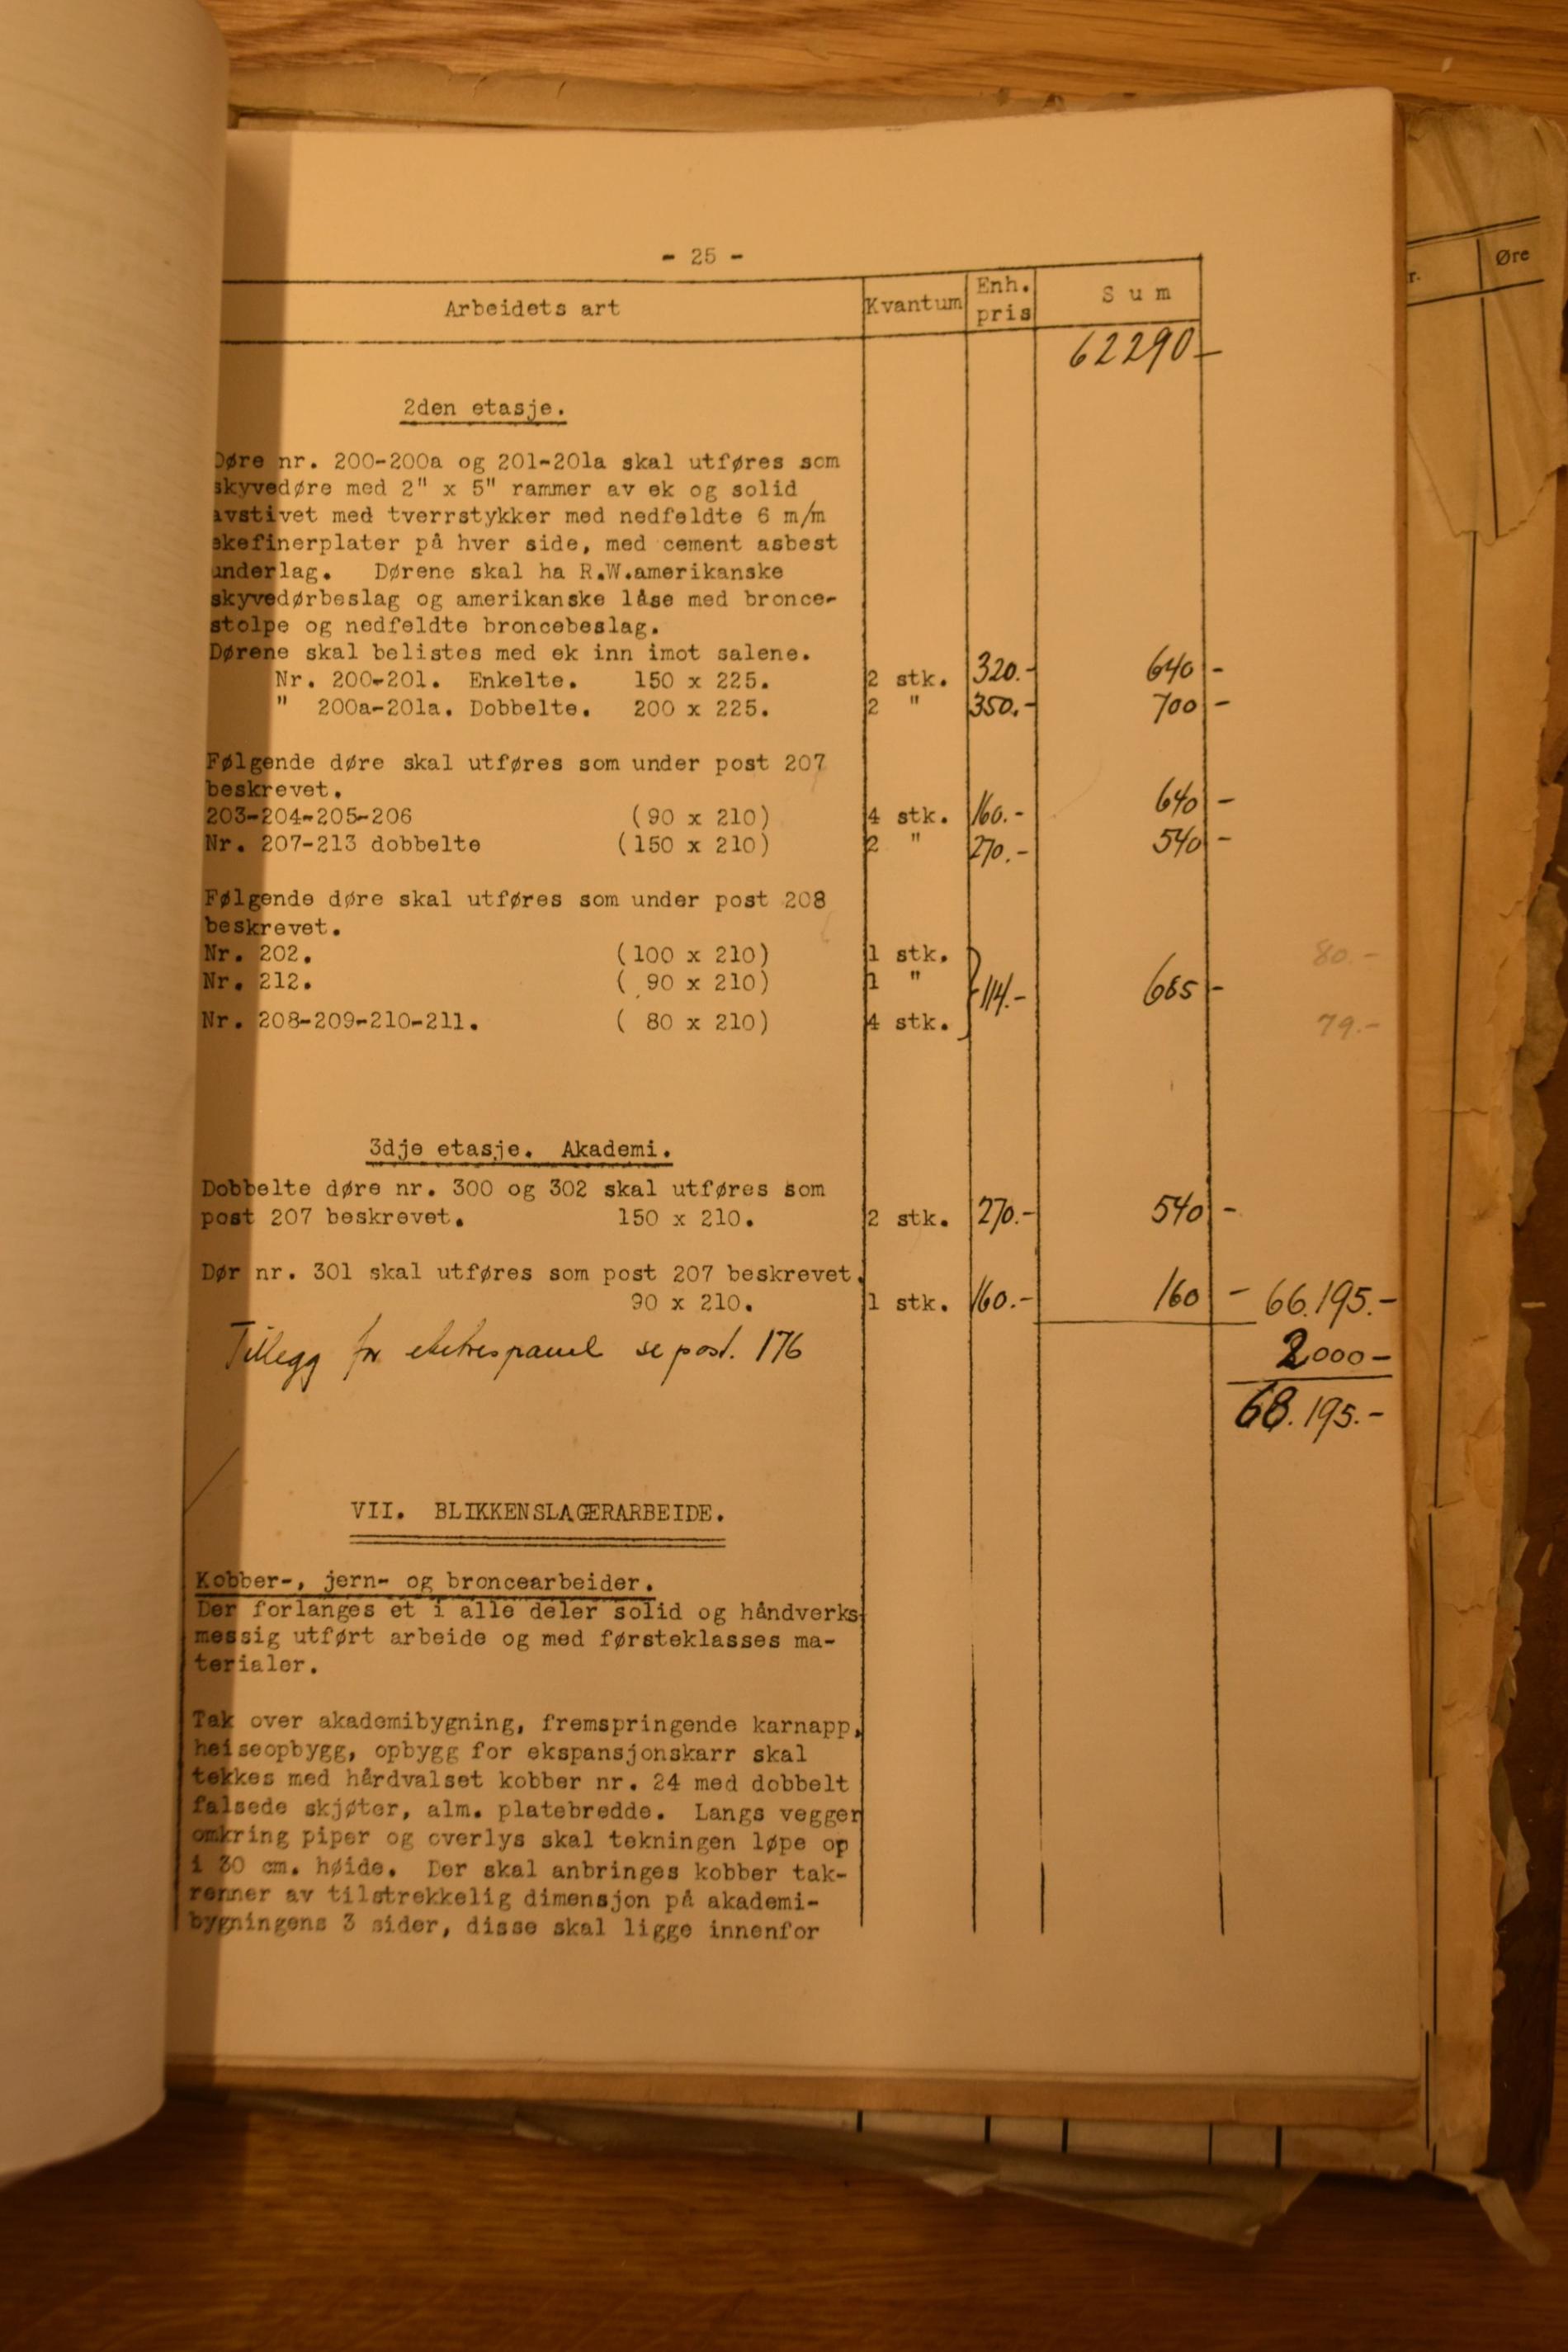 - 25 -
Arbeidets art Kvantum Enh. pris Sum
62290-
2den etasje.
Døre nr. 200-200a og 201-201a skal utføres som
skyvedøre med 2" x 5" rammer av ek og solid
avstivet med tverrstykker med nedfeldte 6 m/m
ekefinerplater på hver side, med cement asbest
underlag. Dørene skal ha R.W.amerikanske
skyvedørbeslag og amerikanske låse med bronce-
stolpe og nedfeldte broncebeslag.
Dørene skal belistes med ek inn imot salene.
Nr. 200-201. Enkelte. 150 x 225. 2 stk. 320.- 640 -
" 200a-201a. Dobbelte. 200 x 225. 2 " 350.- 700 -
Følgende døre skal utføres som under post 207
beskrevet.
203-204-205-206 (90 x 210) 4 stk. 160.- 640 -
Nr. 207-213 dobbelte (150 x 210) 2 " 270.- 540 -
Følgende døre skal utføres som under post 208
beskrevet.
Nr. 202. (100 x 210) 1 stk. 80.-
Nr. 212. ( 90 x 210) 1 " 114.- 685 -
Nr. 208-209-210-211. ( 80 x 210) 4 stk. 79.-
3dje etasje. Akademi.
Dobbelte døre nr. 300 og 302 skal utføres som
post 207 beskrevet. 150 x 210. 2 stk. 270.- 540 -
Dør nr. 301 skal utføres som post 207 beskrevet.
90 x 210. 1 stk. 160.- 160 - 66.195.-
Tillegg for se post. 176 2000-
68.195.-
VII. BLIKKENSLAGERARBEIDE.
Kobber-, jern- og broncearbeider.
Der forlanges et i alle deler solid og håndverks-
messig utført arbeide og med førsteklasses ma-
terialer.
Tak over akademibygning, fremspringende karnapp,
heiseopbygg, opbygg for ekspansjonskarr skal
tekkes med hårdvalset kobber nr. 24 med dobbelt
falsede skjøter, alm. platebredde. Langs vegger
omkring piper og overlys skal tekningen løpe op
i 30 cm. høide. Der skal anbringes kobber tak-
renner av tilstrekkelig dimensjon på akademi-
bygningens 3 sider, disse skal ligge innenfor
r. Øre